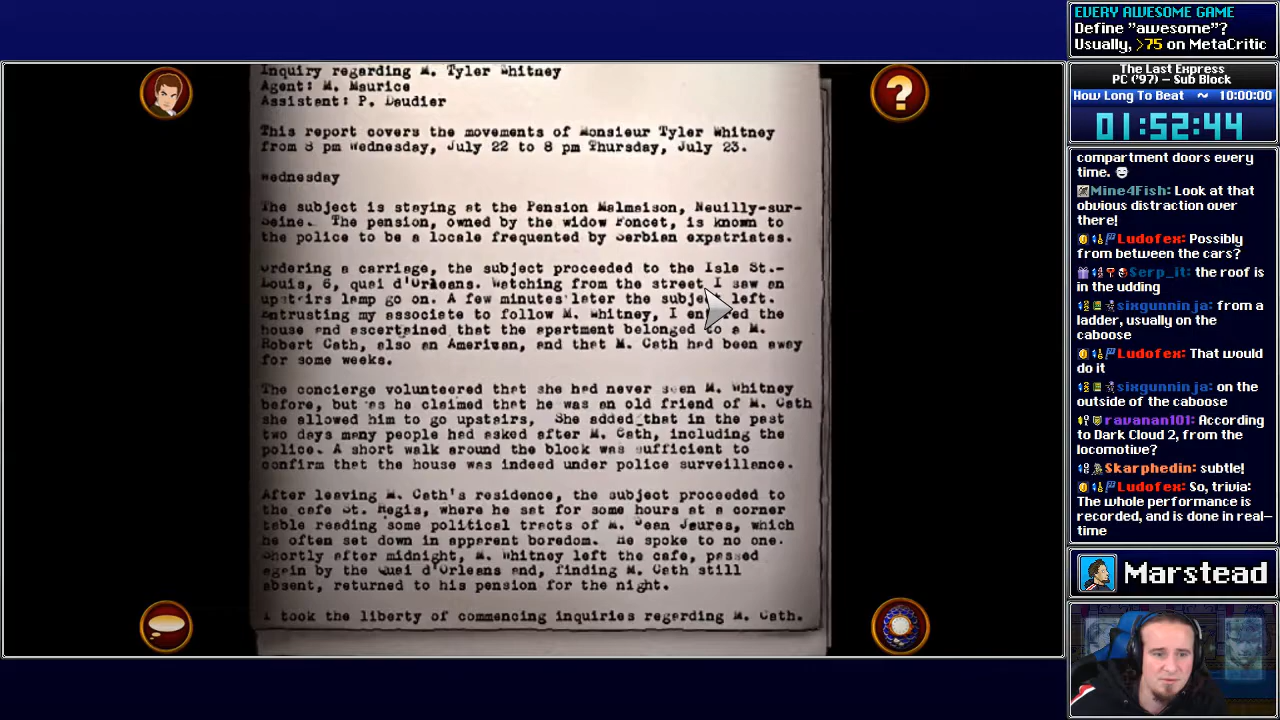 EVERY AWESOME GAME
Define "awesome"?
Usually, >75 on MetaCritic
The Last Express
PC ('97) – Sub Block
How Long To Beat ~ 10:00:00
01:52:44
compartment doors every
time.
Mine4Fish: Look at that
obvious distraction over
there!
Ludofex: Possibly
from between the cars?
Serp_it: the roof is
in the udding
sixgunninja: from a
ladder, usually on the
caboose
Ludofex: That would
do it
sixgunninja: on the
outside of the caboose
ravanan101: According
to Dark Cloud 2, from the
locomotive?
Skarphedin: subtle!
Ludofex: So, trivia:
The whole performance is
recorded, and is done in real-
time
Marstead
Inquiry regarding M. Tyler Whitney
Agent: M. Maurice
Assistant: P. Daudier
This report covers the movements of Monsieur Tyler Whitney
from 8 pm Wednesday, July 22 to 8 pm Thursday, July 23.
Wednesday
The subject is staying at the Pension Malmaison, Neuilly-sur-
Seine. The pension, owned by the widow Poncet, is known to
the police to be a locale frequented by Serbian expatriates.
Ordering a carriage, the subject proceeded to the Isle St.-
Louis, 6, quai d'Orleans. Watching from the street I saw an
upstairs lamp go on. A few minutes later the subject left.
Entrusting my associate to follow M. Whitney, I entered the
house and ascertained that the apartment belonged to a M.
Robert Cath, also an American, and that M. Cath had been away
for some weeks.
The concierge volunteered that she had never seen M. Whitney
before, but as he claimed that he was an old friend of M. Cath
she allowed him to go upstairs, She added that in the past
two days many people had asked after M. Cath, including the
police. A short walk around the block was sufficient to
confirm that the house was indeed under police surveillance.
After leaving M. Cath's residence, the subject proceeded to
the cafe St. Regis, where he sat for some hours at a corner
table reading some political tracts of M. Jean Jaures, which
he often set down in apparent boredom. He spoke to no one.
Shortly after midnight, M. Whitney left the cafe, passed
again by the Quai d'Orleans and, finding M. Cath still
absent, returned to his pension for the night.
I took the liberty of commencing inquiries regarding M. Cath.
?